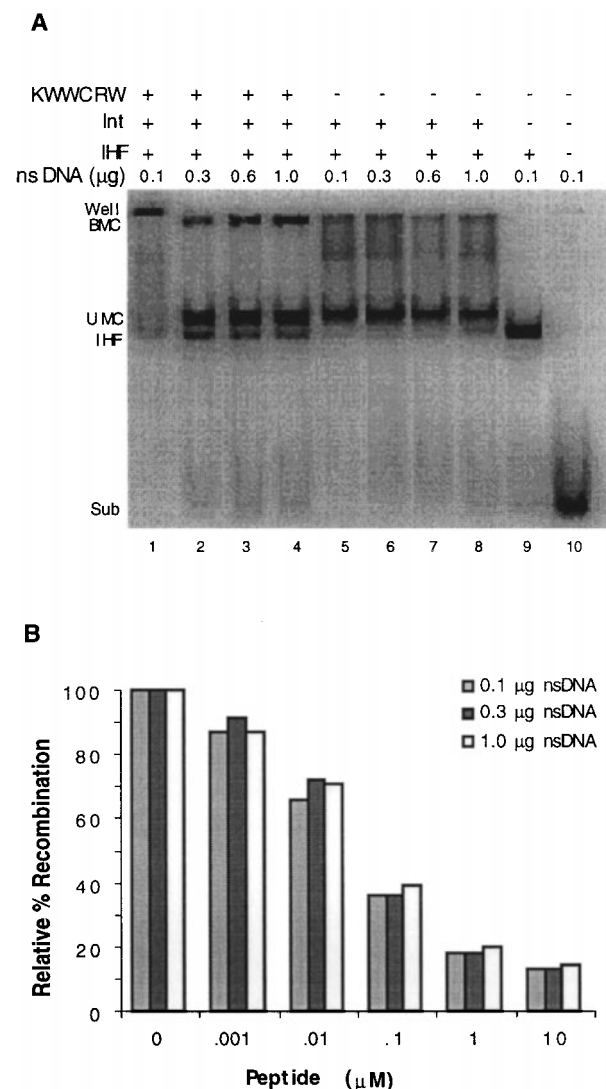 A
KWWCRW + + + + - - - - - -
Int + + + + + + + + - -
IHF + + + + + + + + + -
ns DNA (µg) 0.1 0.3 0.6 1.0 0.1 0.3 0.6 1.0 0.1 0.1
Well
BMC
UMC
IHF
Sub
1 2 3 4 5 6 7 8 9 10
B
0.1 µg nsDNA
0.3 µg nsDNA
1.0 µg nsDNA
100
80
60
40
20
0
Relative % Recombination
0 .001 .01 .1 1 10
Peptide (µM)